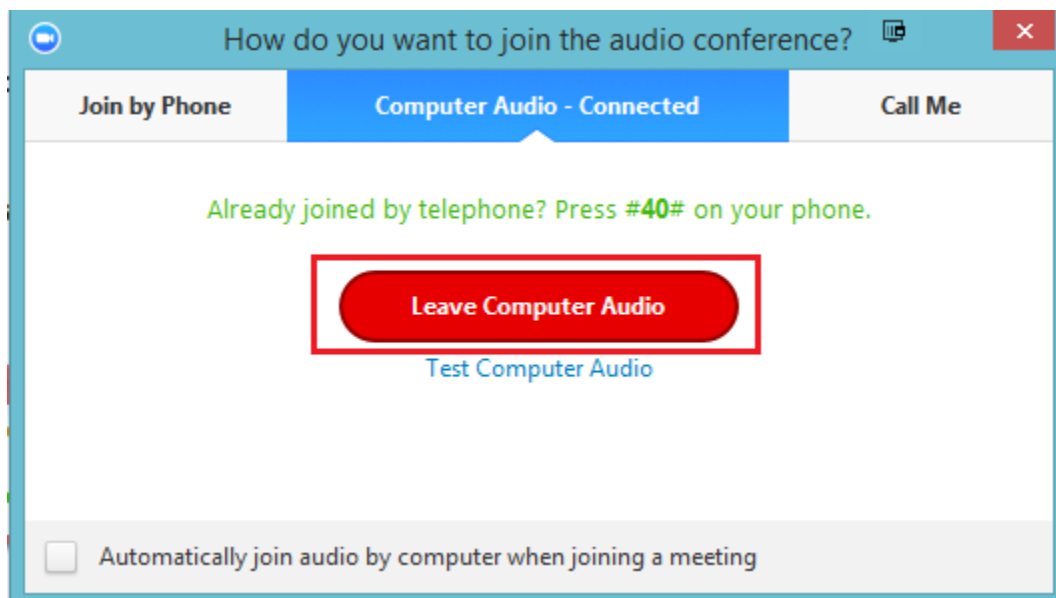 How do you want to join the audio conference?
Join by Phone
Computer Audio - Connected
Call Me
Already joined by telephone? Press #40# on your phone.
Leave Computer Audio
Test Computer Audio
Automatically join audio by computer when joining a meeting